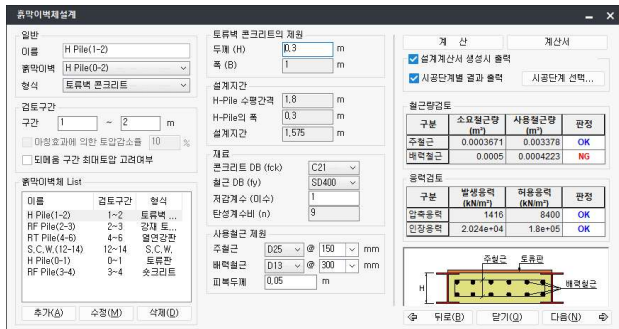 흙막이벽체설계
일반
이름 H Pile(1-2)
흙막이벽 H Pile(0-2)
형식 토류벽 콘크리트
검토구간
구간 1 ~ 2 m
아칭효과에 의한 토압감소률 10 %
되메움 구간 최대토압 고려여부
흙막이벽체 List
이름 검토구간 형식
H Pile(1-2) 1~2 토류벽 ...
RF Pile(2-3) 2~3 강재 토...
RT Pile(4-6) 4~6 열연강판
S.C.W.(12-14) 12~14 S.C.W.
H Pile(0-1) 0~1 토류판
RF Pile(3-4) 3~4 숏크리트
추가(A) 수정(M) 삭제(D)
토류벽 콘크리트의 제원
두께 (H) 0.3 m
폭 (B) 1 m
설계지간
H-Pile 수평간격 1.8 m
H-Pile의 폭 0.3 m
설계지간 1.575 m
재료
콘크리트 DB (fck) C21
철근 DB (fy) SD400
저감계수 (미수) 1
탄성계수비 (n) 9
사용철근 제원
주철근 D25 @ 150 mm
배력철근 D13 @ 300 mm
피복두께 0.05 m
계 산 계산서
설계계산서 생성시 출력
시공단계별 결과 출력 시공단계 선택...
철근량검토
구분 소요철근량 (m²) 사용철근량 (m²) 판정
주철근 0.0003671 0.003378 OK
배력철근 0.0005 0.0004223 NG
응력검토
구분 발생응력 (kN/m²) 허용응력 (kN/m²) 판정
압축응력 1416 8400 OK
인장응력 2.024e+04 1.8e+05 OK
주철근 토류판
H 배력철근
뒤로(B) 닫기(Q) 다음(N)